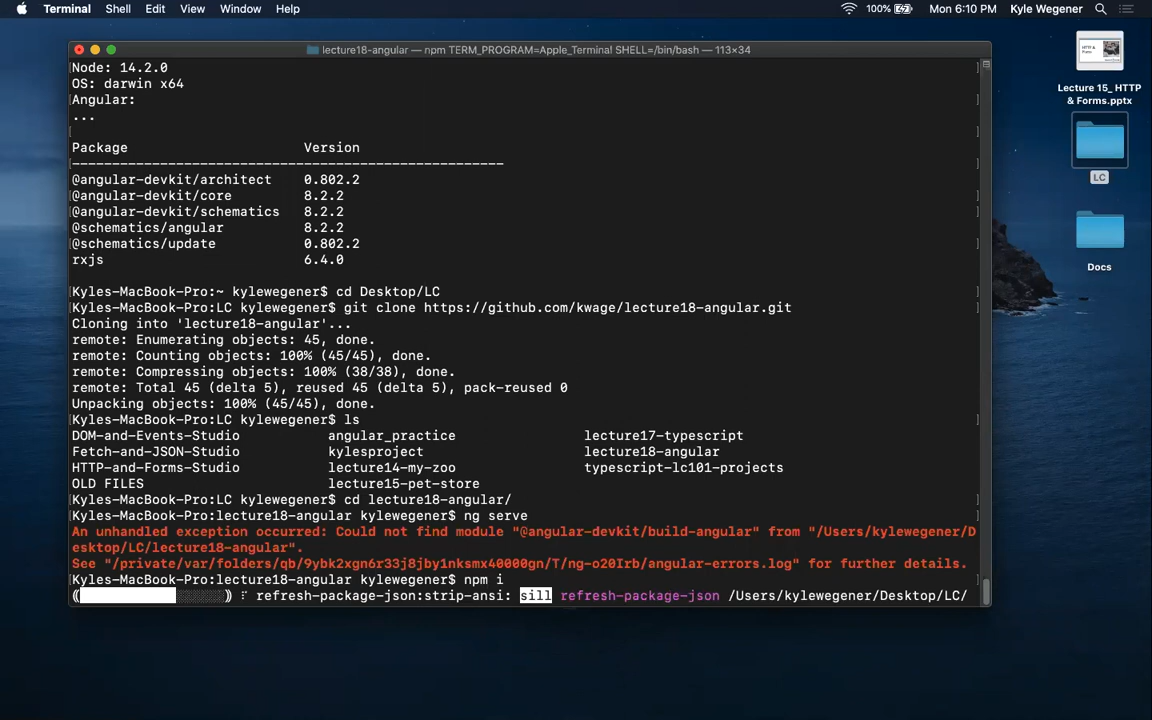 Terminal Shell Edit View Window Help 100% Mon 6:10 PM Kyle Wegener
lecture18-angular — npm TERM_PROGRAM=Apple_Terminal SHELL=/bin/bash — 113×34
Node: 14.2.0
OS: darwin x64
Angular:
...
Package Version
------------------------------------------------------
@angular-devkit/architect 0.802.2
@angular-devkit/core 8.2.2
@angular-devkit/schematics 8.2.2
@schematics/angular 8.2.2
@schematics/update 0.802.2
rxjs 6.4.0
Kyles-MacBook-Pro:~ kylewegener$ cd Desktop/LC
Kyles-MacBook-Pro:LC kylewegener$ git clone https://github.com/kwage/lecture18-angular.git
Cloning into 'lecture18-angular'...
remote: Enumerating objects: 45, done.
remote: Counting objects: 100% (45/45), done.
remote: Compressing objects: 100% (38/38), done.
remote: Total 45 (delta 5), reused 45 (delta 5), pack-reused 0
Unpacking objects: 100% (45/45), done.
Kyles-MacBook-Pro:LC kylewegener$ ls
DOM-and-Events-Studio angular_practice lecture17-typescript
Fetch-and-JSON-Studio kylesproject lecture18-angular
HTTP-and-Forms-Studio lecture14-my-zoo typescript-lc101-projects
OLD FILES lecture15-pet-store
Kyles-MacBook-Pro:LC kylewegener$ cd lecture18-angular/
Kyles-MacBook-Pro:lecture18-angular kylewegener$ ng serve
An unhandled exception occurred: Could not find module "@angular-devkit/build-angular" from "/Users/kylewegener/D
esktop/LC/lecture18-angular".
See "/private/var/folders/qb/9ybk2xgn6r33j8jby1nksmx40000gn/T/ng-o20Irb/angular-errors.log" for further details.
Kyles-MacBook-Pro:lecture18-angular kylewegener$ npm i
refresh-package-json:strip-ansi: sill refresh-package-json /Users/kylewegener/Desktop/LC/
Lecture 15_ HTTP
& Forms.pptx
LC
Docs